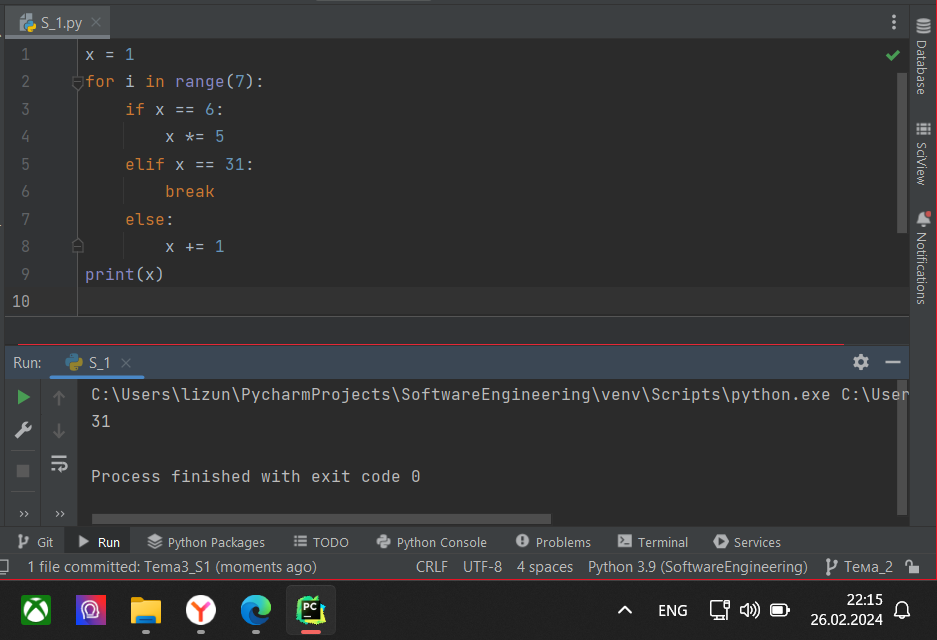 S_1.py
1 x = 1
2 for i in range(7):
3 if x == 6:
4 x *= 5
5 elif x == 31:
6 break
7 else:
8 x += 1
9 print(x)
10
Database
SciView
Notifications
Run: S_1
C:\Users\lizun\PycharmProjects\SoftwareEngineering\venv\Scripts\python.exe C:\User
31
Process finished with exit code 0
Git Run Python Packages TODO Python Console Problems Terminal Services
1 file committed: Tema3_S1 (moments ago) CRLF UTF-8 4 spaces Python 3.9 (SoftwareEngineering) Тема_2
PC ENG 22:15
26.02.2024